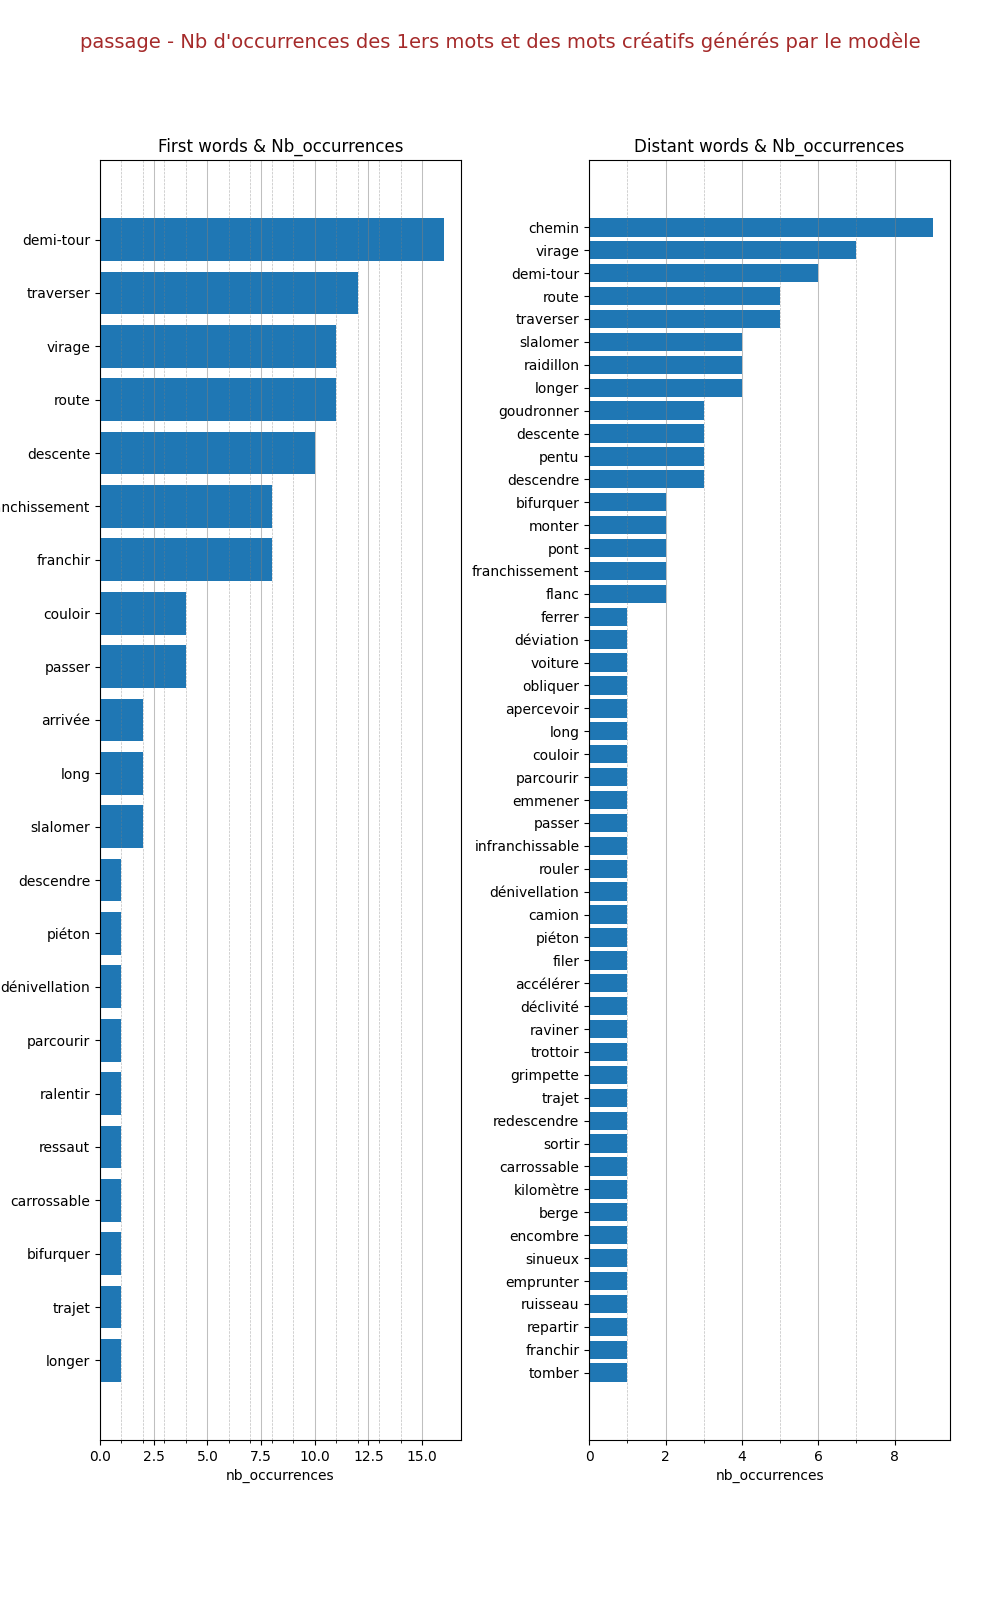 passage - Nb d'occurrences des 1ers mots et des mots créatifs générés par le modèle
First words & Nb_occurrences
demi-tour
traverser
virage
route
descente
nchissement
franchir
couloir
passer
arrivée
long
slalomer
descendre
piéton
dénivellation
parcourir
ralentir
ressaut
carrossable
bifurquer
trajet
longer
0.0 2.5 5.0 7.5 10.0 12.5 15.0
nb_occurrences
Distant words & Nb_occurrences
chemin
virage
demi-tour
route
traverser
slalomer
raidillon
longer
goudronner
descente
pentu
descendre
bifurquer
monter
pont
franchissement
flanc
ferrer
déviation
voiture
obliquer
apercevoir
long
couloir
parcourir
emmener
passer
infranchissable
rouler
dénivellation
camion
piéton
filer
accélérer
déclivité
raviner
trottoir
grimpette
trajet
redescendre
sortir
carrossable
kilomètre
berge
encombre
sinueux
emprunter
ruisseau
repartir
franchir
tomber
0 2 4 6 8
nb_occurrences